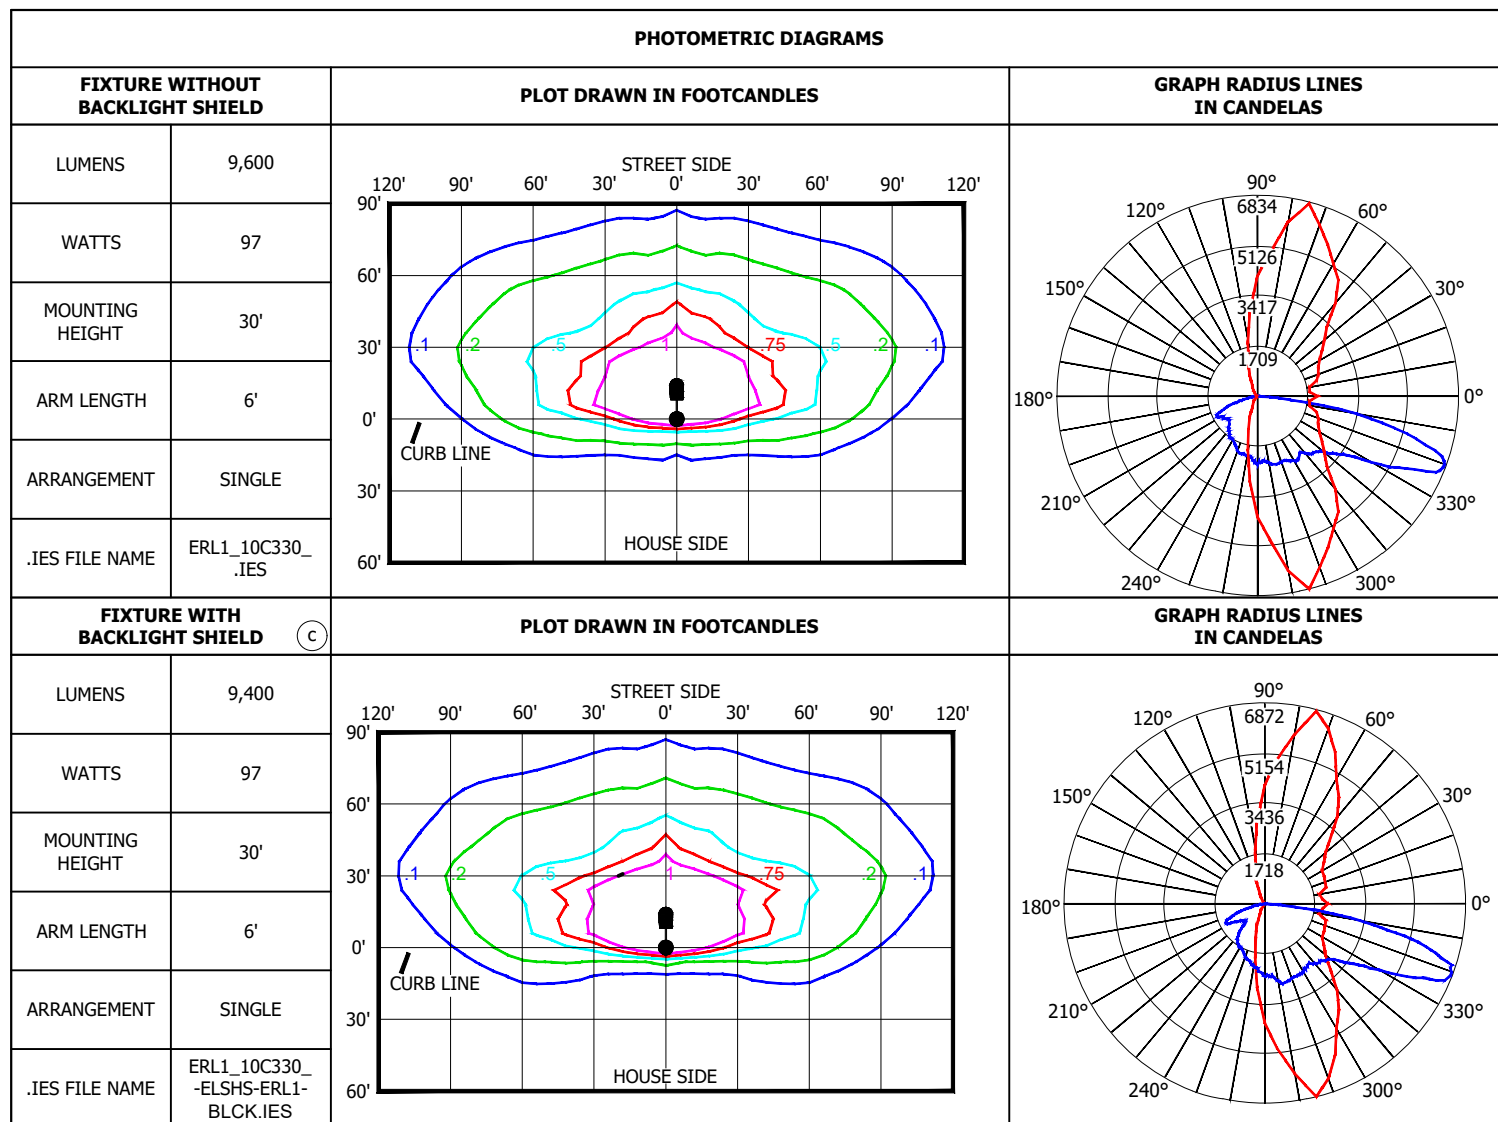 PHOTOMETRIC DIAGRAMS
FIXTURE WITHOUT
BACKLIGHT SHIELD
PLOT DRAWN IN FOOTCANDLES
GRAPH RADIUS LINES
IN CANDELAS
LUMENS 9,600
WATTS 97
MOUNTING
HEIGHT
30'
ARM LENGTH 6'
ARRANGEMENT SINGLE
.IES FILE NAME
ERL1_10C330_
.IES
STREET SIDE
120' 90' 60' 30' 0' 30' 60' 90' 120'
90'
60'
30'
0'
30'
60'
.1 .2 .5 1 .75 .5 .2 .1
CURB LINE
HOUSE SIDE
90°
120° 60°
150° 30°
180° 0°
210° 330°
240° 300°
6834
5126
3417
1709
FIXTURE WITH
BACKLIGHT SHIELD
C
PLOT DRAWN IN FOOTCANDLES
GRAPH RADIUS LINES
IN CANDELAS
LUMENS 9,400
WATTS 97
MOUNTING
HEIGHT
30'
ARM LENGTH 6'
ARRANGEMENT SINGLE
.IES FILE NAME
ERL1_10C330_
-ELSHS-ERL1-
BLCK.IES
STREET SIDE
120' 90' 60' 30' 0' 30' 60' 90' 120'
90'
60'
30'
0'
30'
60'
.1 .2 .5 1 .75 .2 .1
CURB LINE
HOUSE SIDE
90°
120° 60°
150° 30°
180° 0°
210° 330°
240° 300°
6872
5154
3436
1718